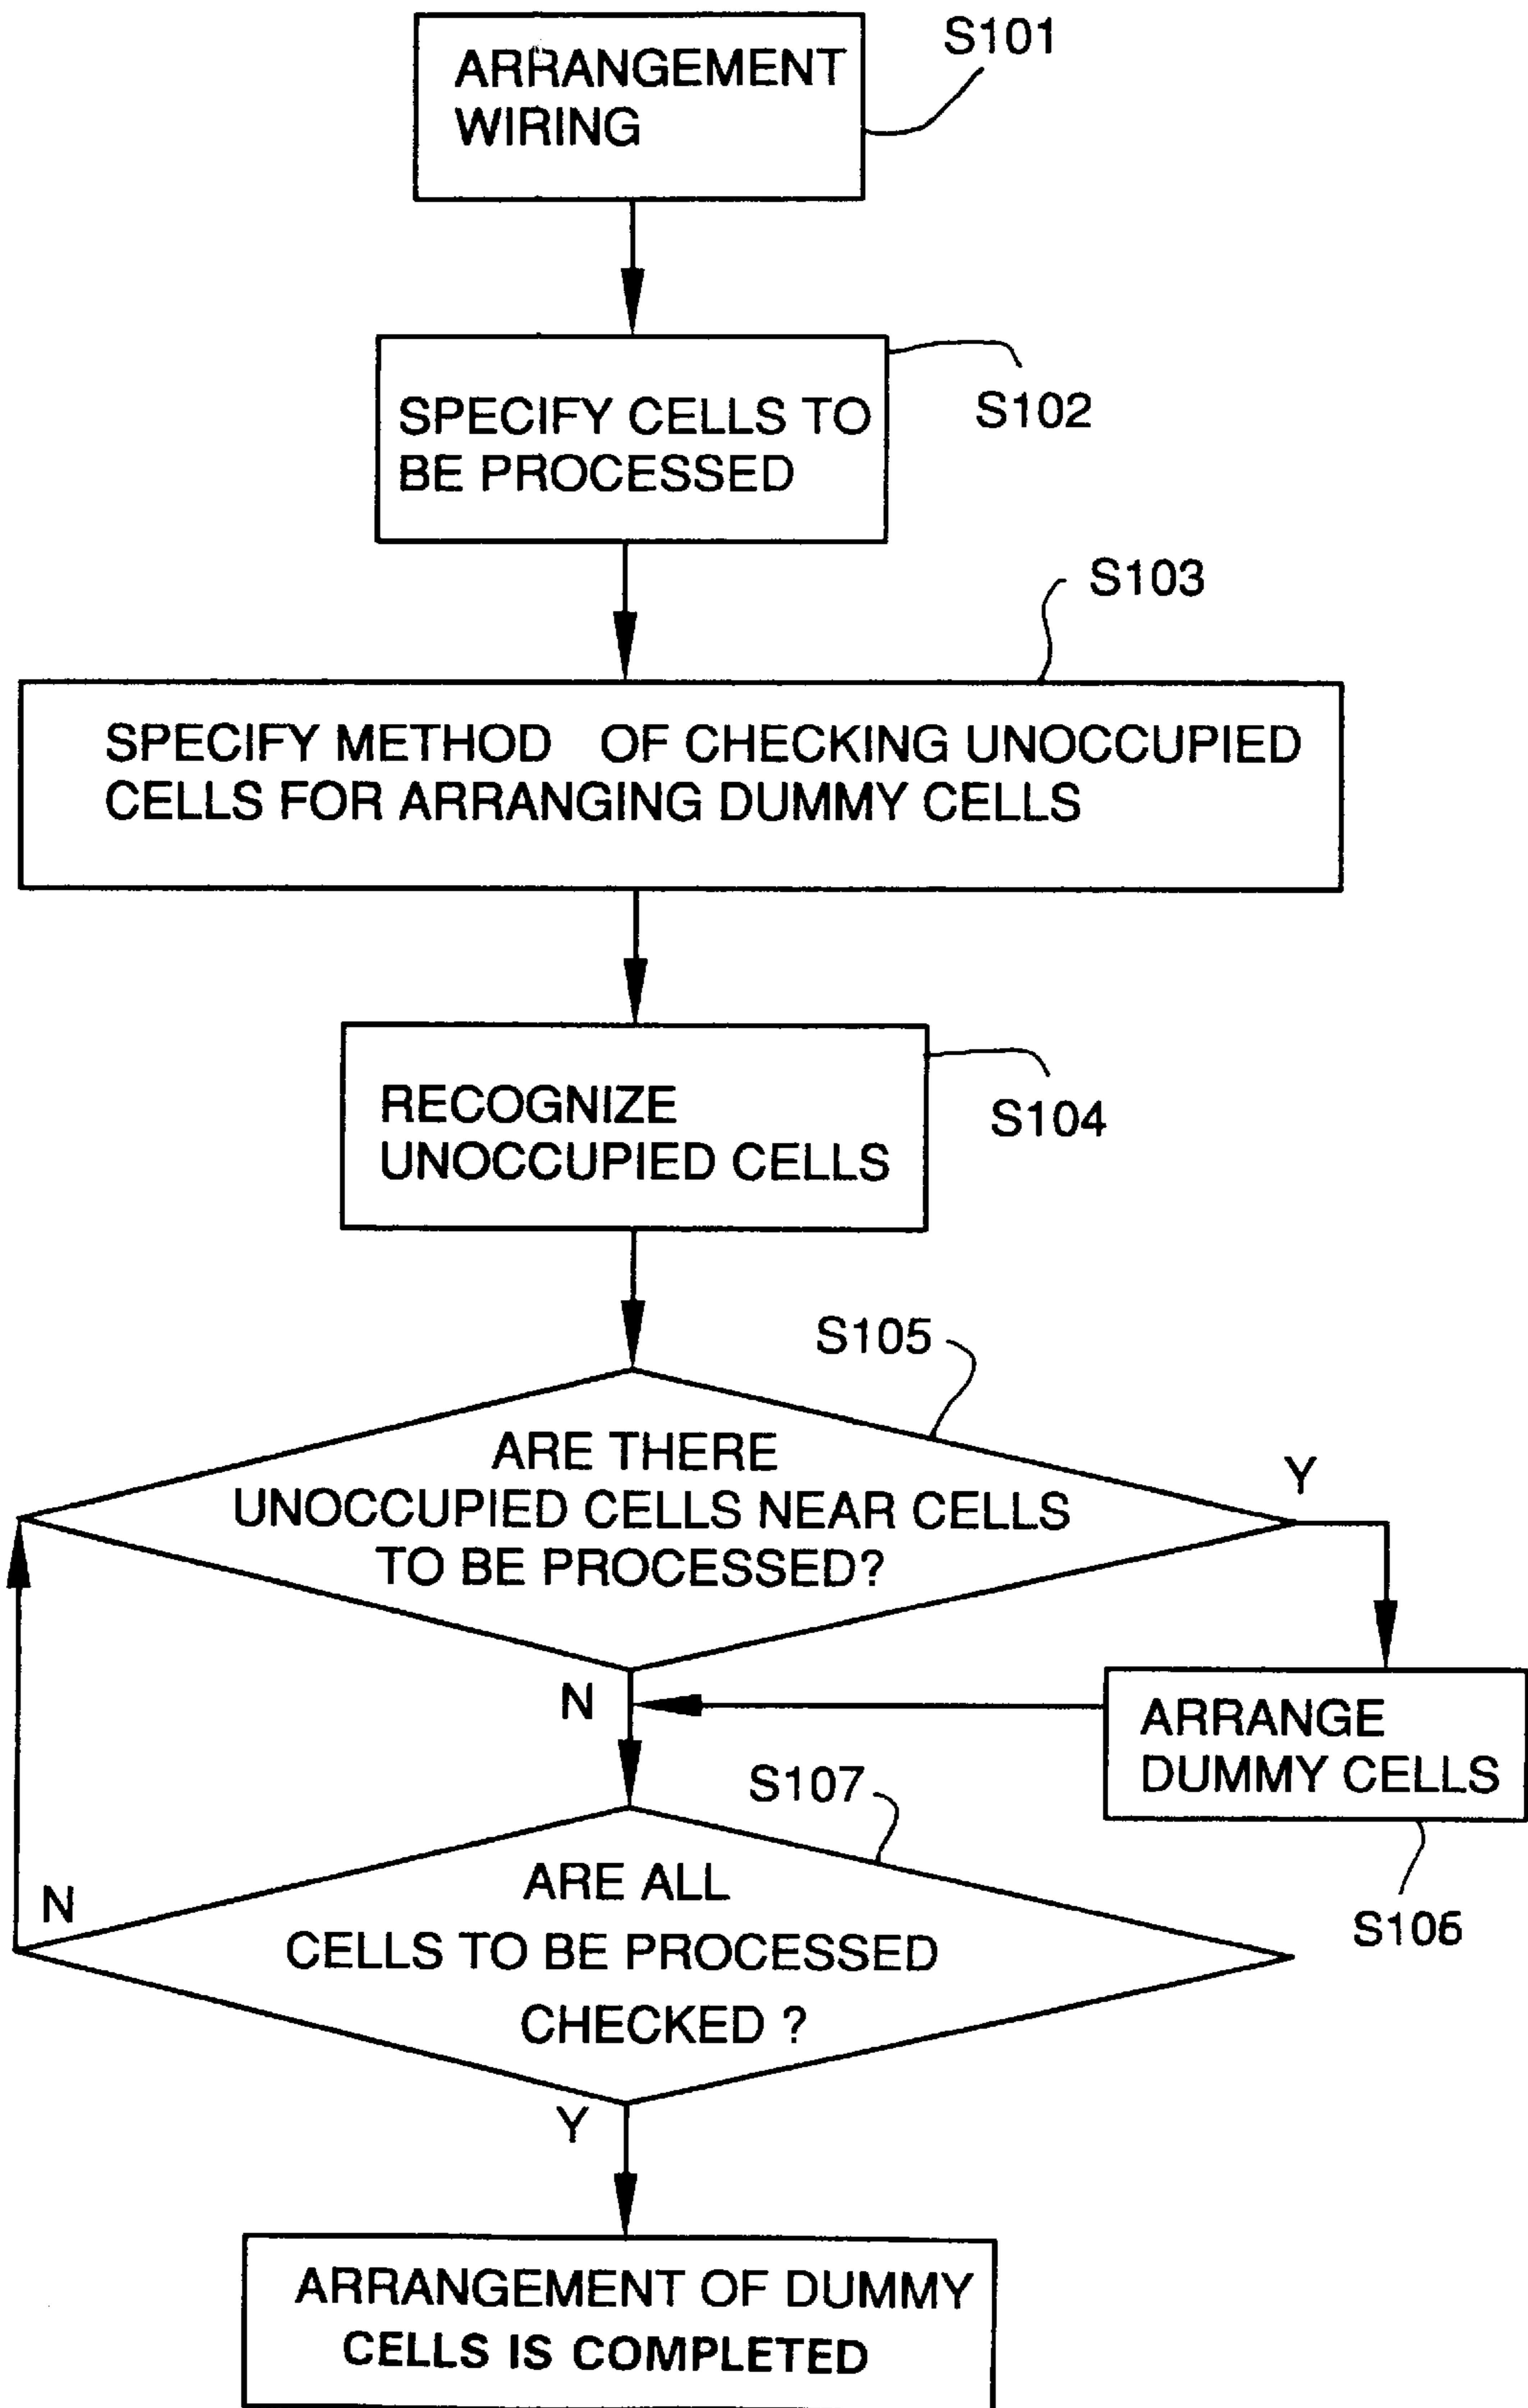 ARRANGEMENT
WIRING
S101
SPECIFY CELLS TO
BE PROCESSED
S102
S103
SPECIFY METHOD OF CHECKING UNOCCUPIED
CELLS FOR ARRANGING DUMMY CELLS
RECOGNIZE
UNOCCUPIED CELLS
S104
S105
ARE THERE
UNOCCUPIED CELLS NEAR CELLS
TO BE PROCESSED?
Y
N
ARRANGE
DUMMY CELLS
S106
S107
ARE ALL
CELLS TO BE PROCESSED
CHECKED ?
N
Y
ARRANGEMENT OF DUMMY
CELLS IS COMPLETED